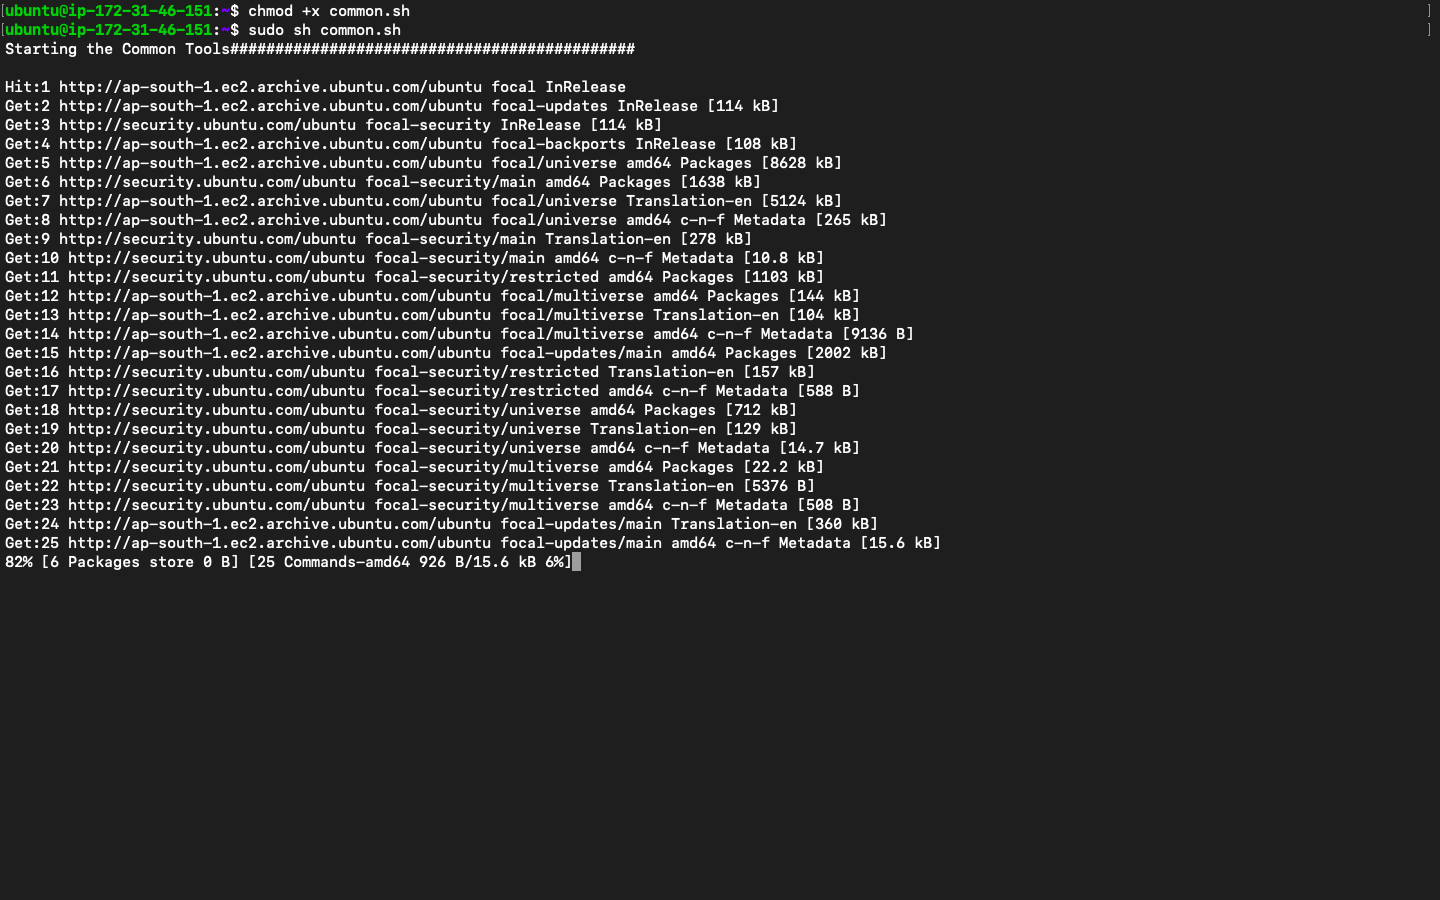 [ubuntu@ip-172-31-46-151:~$ chmod +x common.sh ]
[ubuntu@ip-172-31-46-151:~$ sudo sh common.sh ]
Starting the Common Tools#############################################
Hit:1 http://ap-south-1.ec2.archive.ubuntu.com/ubuntu focal InRelease
Get:2 http://ap-south-1.ec2.archive.ubuntu.com/ubuntu focal-updates InRelease [114 kB]
Get:3 http://security.ubuntu.com/ubuntu focal-security InRelease [114 kB]
Get:4 http://ap-south-1.ec2.archive.ubuntu.com/ubuntu focal-backports InRelease [108 kB]
Get:5 http://ap-south-1.ec2.archive.ubuntu.com/ubuntu focal/universe amd64 Packages [8628 kB]
Get:6 http://security.ubuntu.com/ubuntu focal-security/main amd64 Packages [1638 kB]
Get:7 http://ap-south-1.ec2.archive.ubuntu.com/ubuntu focal/universe Translation-en [5124 kB]
Get:8 http://ap-south-1.ec2.archive.ubuntu.com/ubuntu focal/universe amd64 c-n-f Metadata [265 kB]
Get:9 http://security.ubuntu.com/ubuntu focal-security/main Translation-en [278 kB]
Get:10 http://security.ubuntu.com/ubuntu focal-security/main amd64 c-n-f Metadata [10.8 kB]
Get:11 http://security.ubuntu.com/ubuntu focal-security/restricted amd64 Packages [1103 kB]
Get:12 http://ap-south-1.ec2.archive.ubuntu.com/ubuntu focal/multiverse amd64 Packages [144 kB]
Get:13 http://ap-south-1.ec2.archive.ubuntu.com/ubuntu focal/multiverse Translation-en [104 kB]
Get:14 http://ap-south-1.ec2.archive.ubuntu.com/ubuntu focal/multiverse amd64 c-n-f Metadata [9136 B]
Get:15 http://ap-south-1.ec2.archive.ubuntu.com/ubuntu focal-updates/main amd64 Packages [2002 kB]
Get:16 http://security.ubuntu.com/ubuntu focal-security/restricted Translation-en [157 kB]
Get:17 http://security.ubuntu.com/ubuntu focal-security/restricted amd64 c-n-f Metadata [588 B]
Get:18 http://security.ubuntu.com/ubuntu focal-security/universe amd64 Packages [712 kB]
Get:19 http://security.ubuntu.com/ubuntu focal-security/universe Translation-en [129 kB]
Get:20 http://security.ubuntu.com/ubuntu focal-security/universe amd64 c-n-f Metadata [14.7 kB]
Get:21 http://security.ubuntu.com/ubuntu focal-security/multiverse amd64 Packages [22.2 kB]
Get:22 http://security.ubuntu.com/ubuntu focal-security/multiverse Translation-en [5376 B]
Get:23 http://security.ubuntu.com/ubuntu focal-security/multiverse amd64 c-n-f Metadata [508 B]
Get:24 http://ap-south-1.ec2.archive.ubuntu.com/ubuntu focal-updates/main Translation-en [360 kB]
Get:25 http://ap-south-1.ec2.archive.ubuntu.com/ubuntu focal-updates/main amd64 c-n-f Metadata [15.6 kB]
82% [6 Packages store 0 B] [25 Commands-amd64 926 B/15.6 kB 6%]